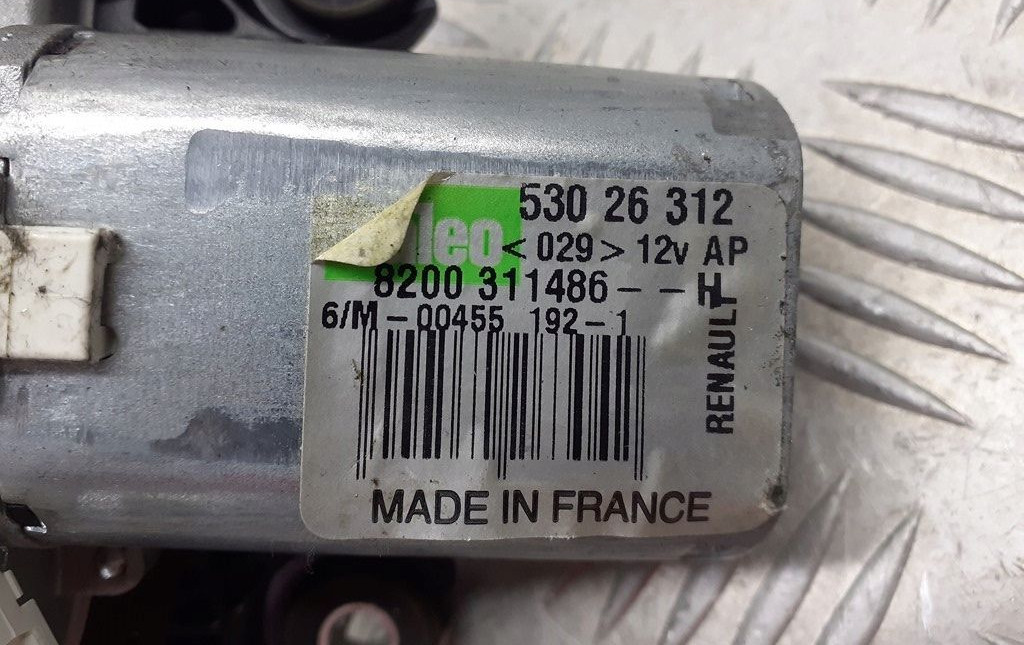 leo 530 26 312
< 029 > 12v AP
8200 311486 - - H
6/M - 00455 192 - 1
RENAULT
MADE IN FRANCE